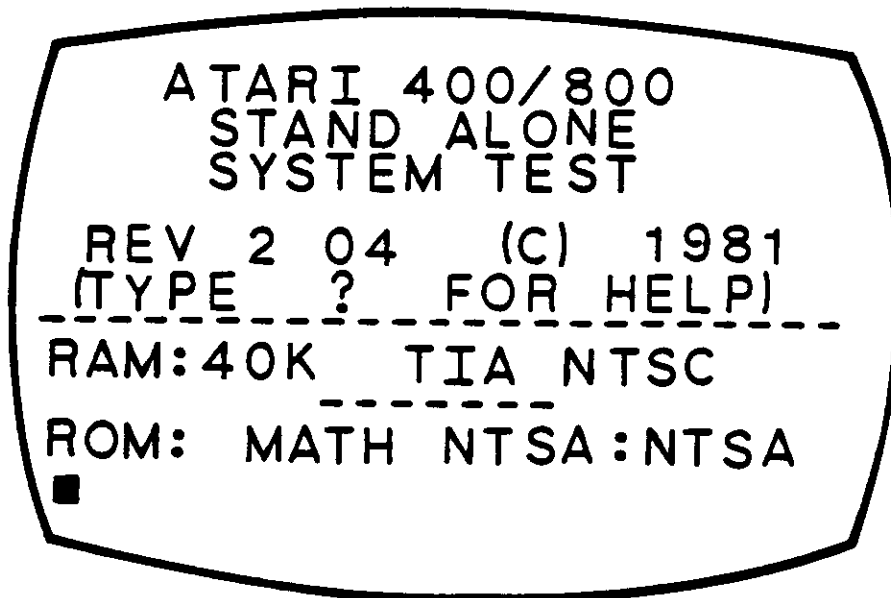 ATARI 400/800
STAND ALONE
SYSTEM TEST
REV 2 04 (C) 1981
(TYPE ? FOR HELP)
RAM:40K TIA NTSC
ROM: MATH NTSA:NTSA